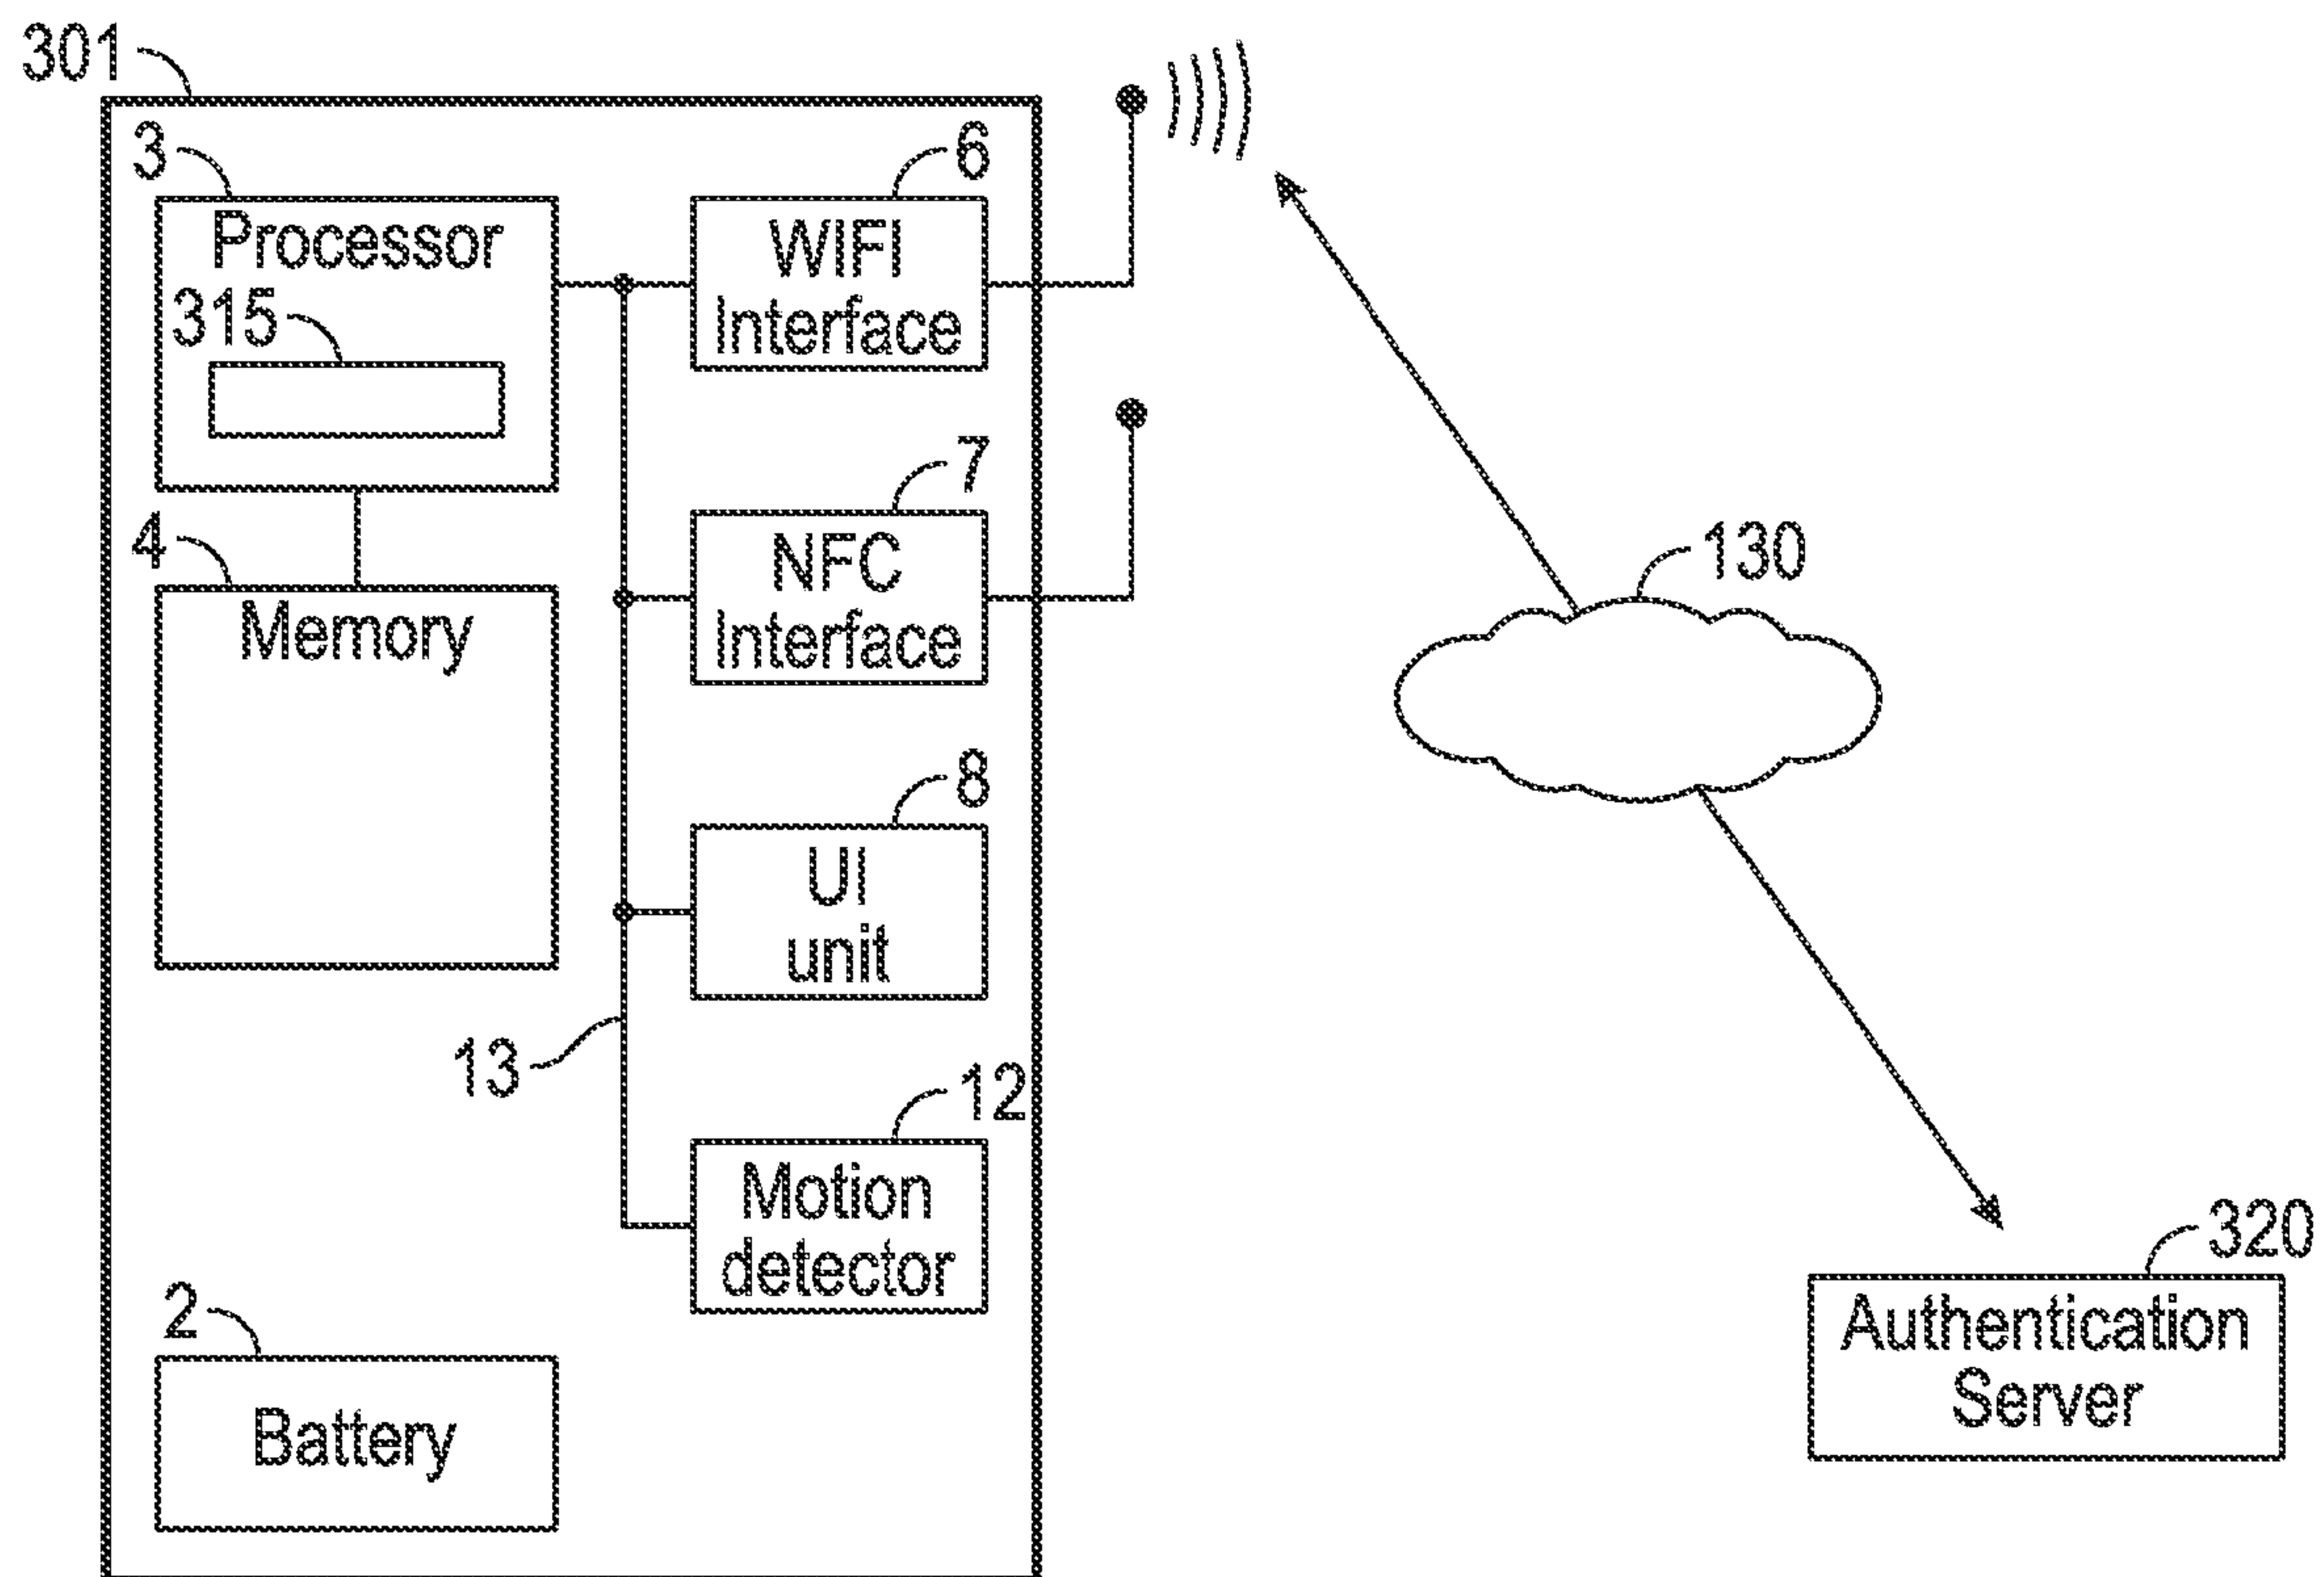 301
3
Processor
315
6
WIFI
Interface
4
Memory
7
NFC
Interface
130
8
UI
unit
13
12
Motion
detector
2
Battery
320
Authentication
Server